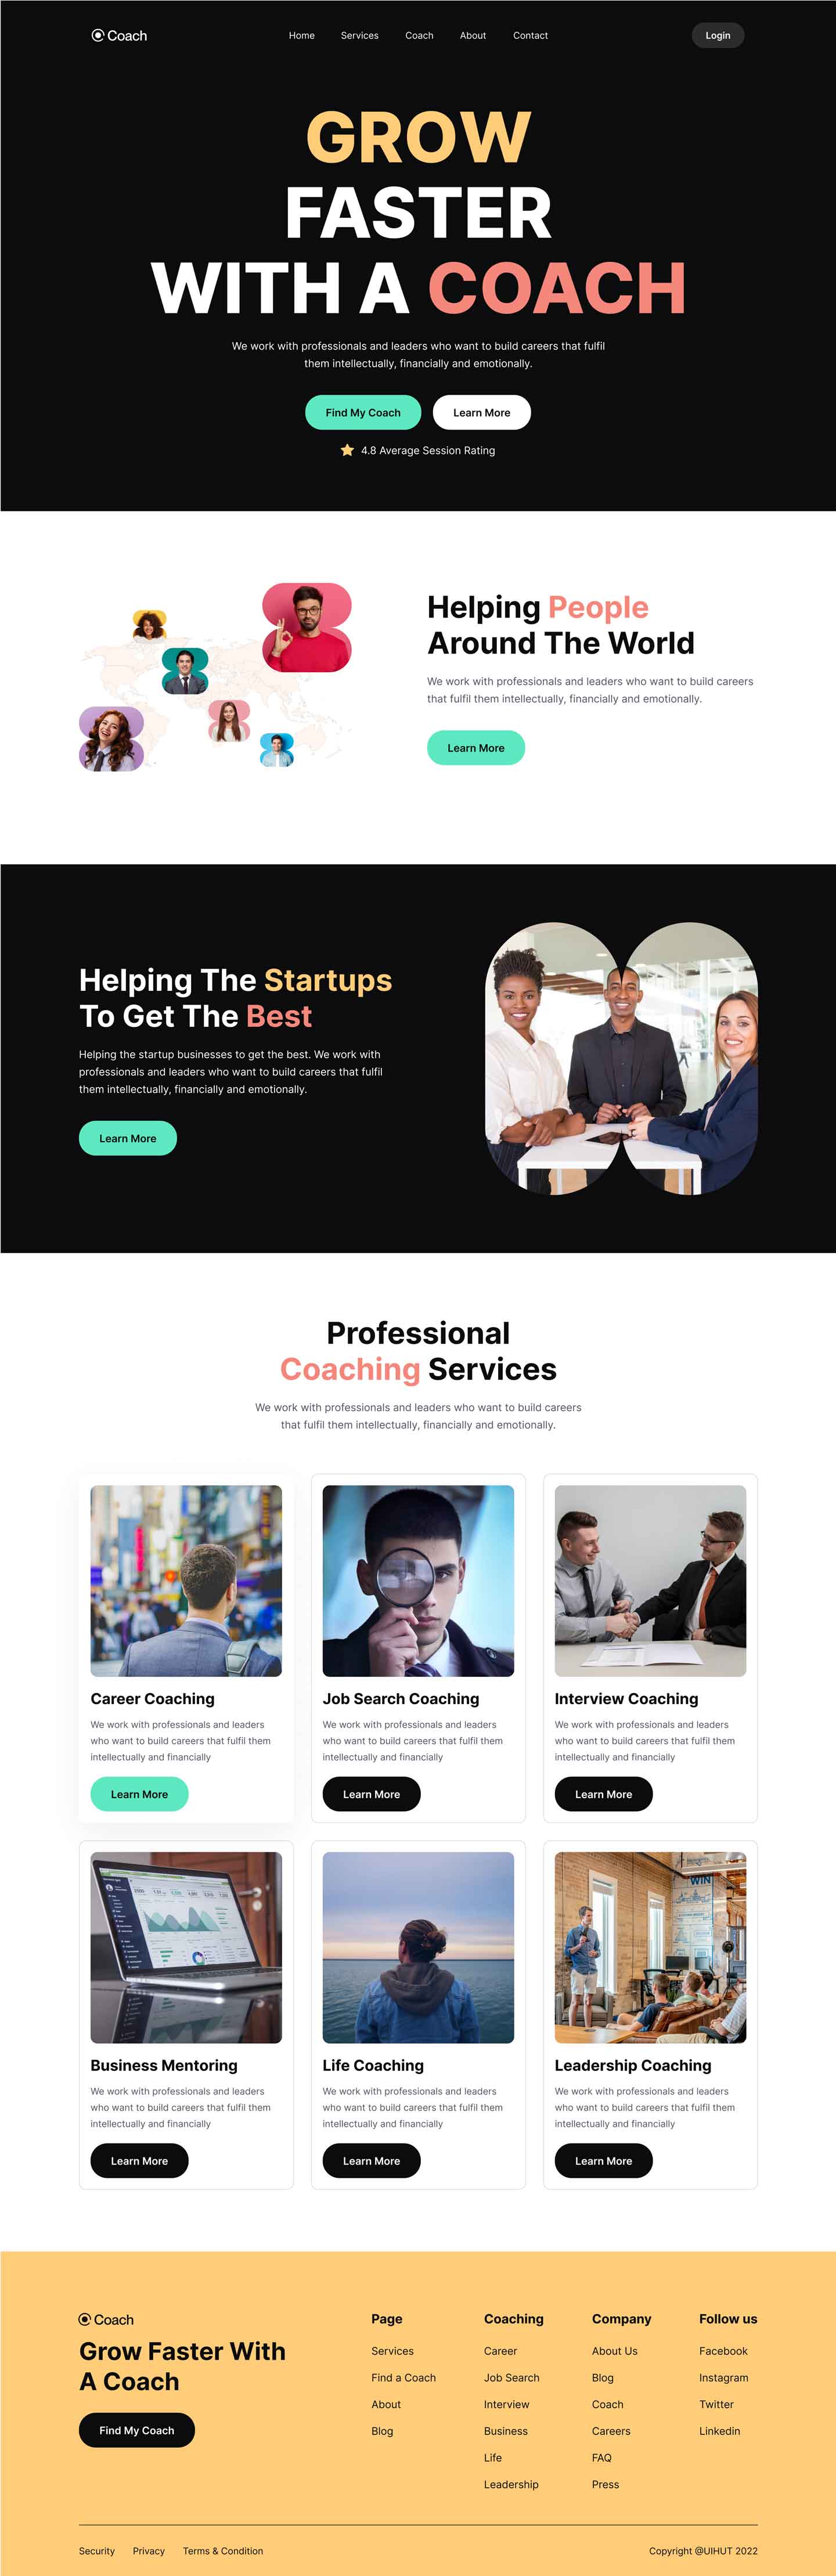 Coach
Home Services Coach About Contact
Login
GROW
FASTER
WITH A COACH
We work with professionals and leaders who want to build careers that fulfil
them intellectually, financially and emotionally.
Find My Coach
Learn More
4.8 Average Session Rating
Helping People
Around The World
We work with professionals and leaders who want to build careers
that fulfil them intellectually, financially and emotionally.
Learn More
Helping The Startups
To Get The Best
Helping the startup businesses to get the best. We work with
professionals and leaders who want to build careers that fulfil
them intellectually, financially and emotionally.
Learn More
Professional
Coaching Services
We work with professionals and leaders who want to build careers
that fulfil them intellectually, financially and emotionally.
Career Coaching
We work with professionals and leaders
who want to build careers that fulfil them
intellectually and financially
Learn More
Job Search Coaching
We work with professionals and leaders
who want to build careers that fulfil them
intellectually and financially
Learn More
Interview Coaching
We work with professionals and leaders
who want to build careers that fulfil them
intellectually and financially
Learn More
Business Mentoring
We work with professionals and leaders
who want to build careers that fulfil them
intellectually and financially
Learn More
Life Coaching
We work with professionals and leaders
who want to build careers that fulfil them
intellectually and financially
Learn More
WIN
Leadership Coaching
We work with professionals and leaders
who want to build careers that fulfil them
intellectually and financially
Learn More
Coach
Grow Faster With
A Coach
Find My Coach
Page
Services
Find a Coach
About
Blog
Coaching
Career
Job Search
Interview
Business
Life
Leadership
Company
About Us
Blog
Coach
Careers
FAQ
Press
Follow us
Facebook
Instagram
Twitter
Linkedin
Security Privacy Terms & Condition
Copyright @UIHUT 2022